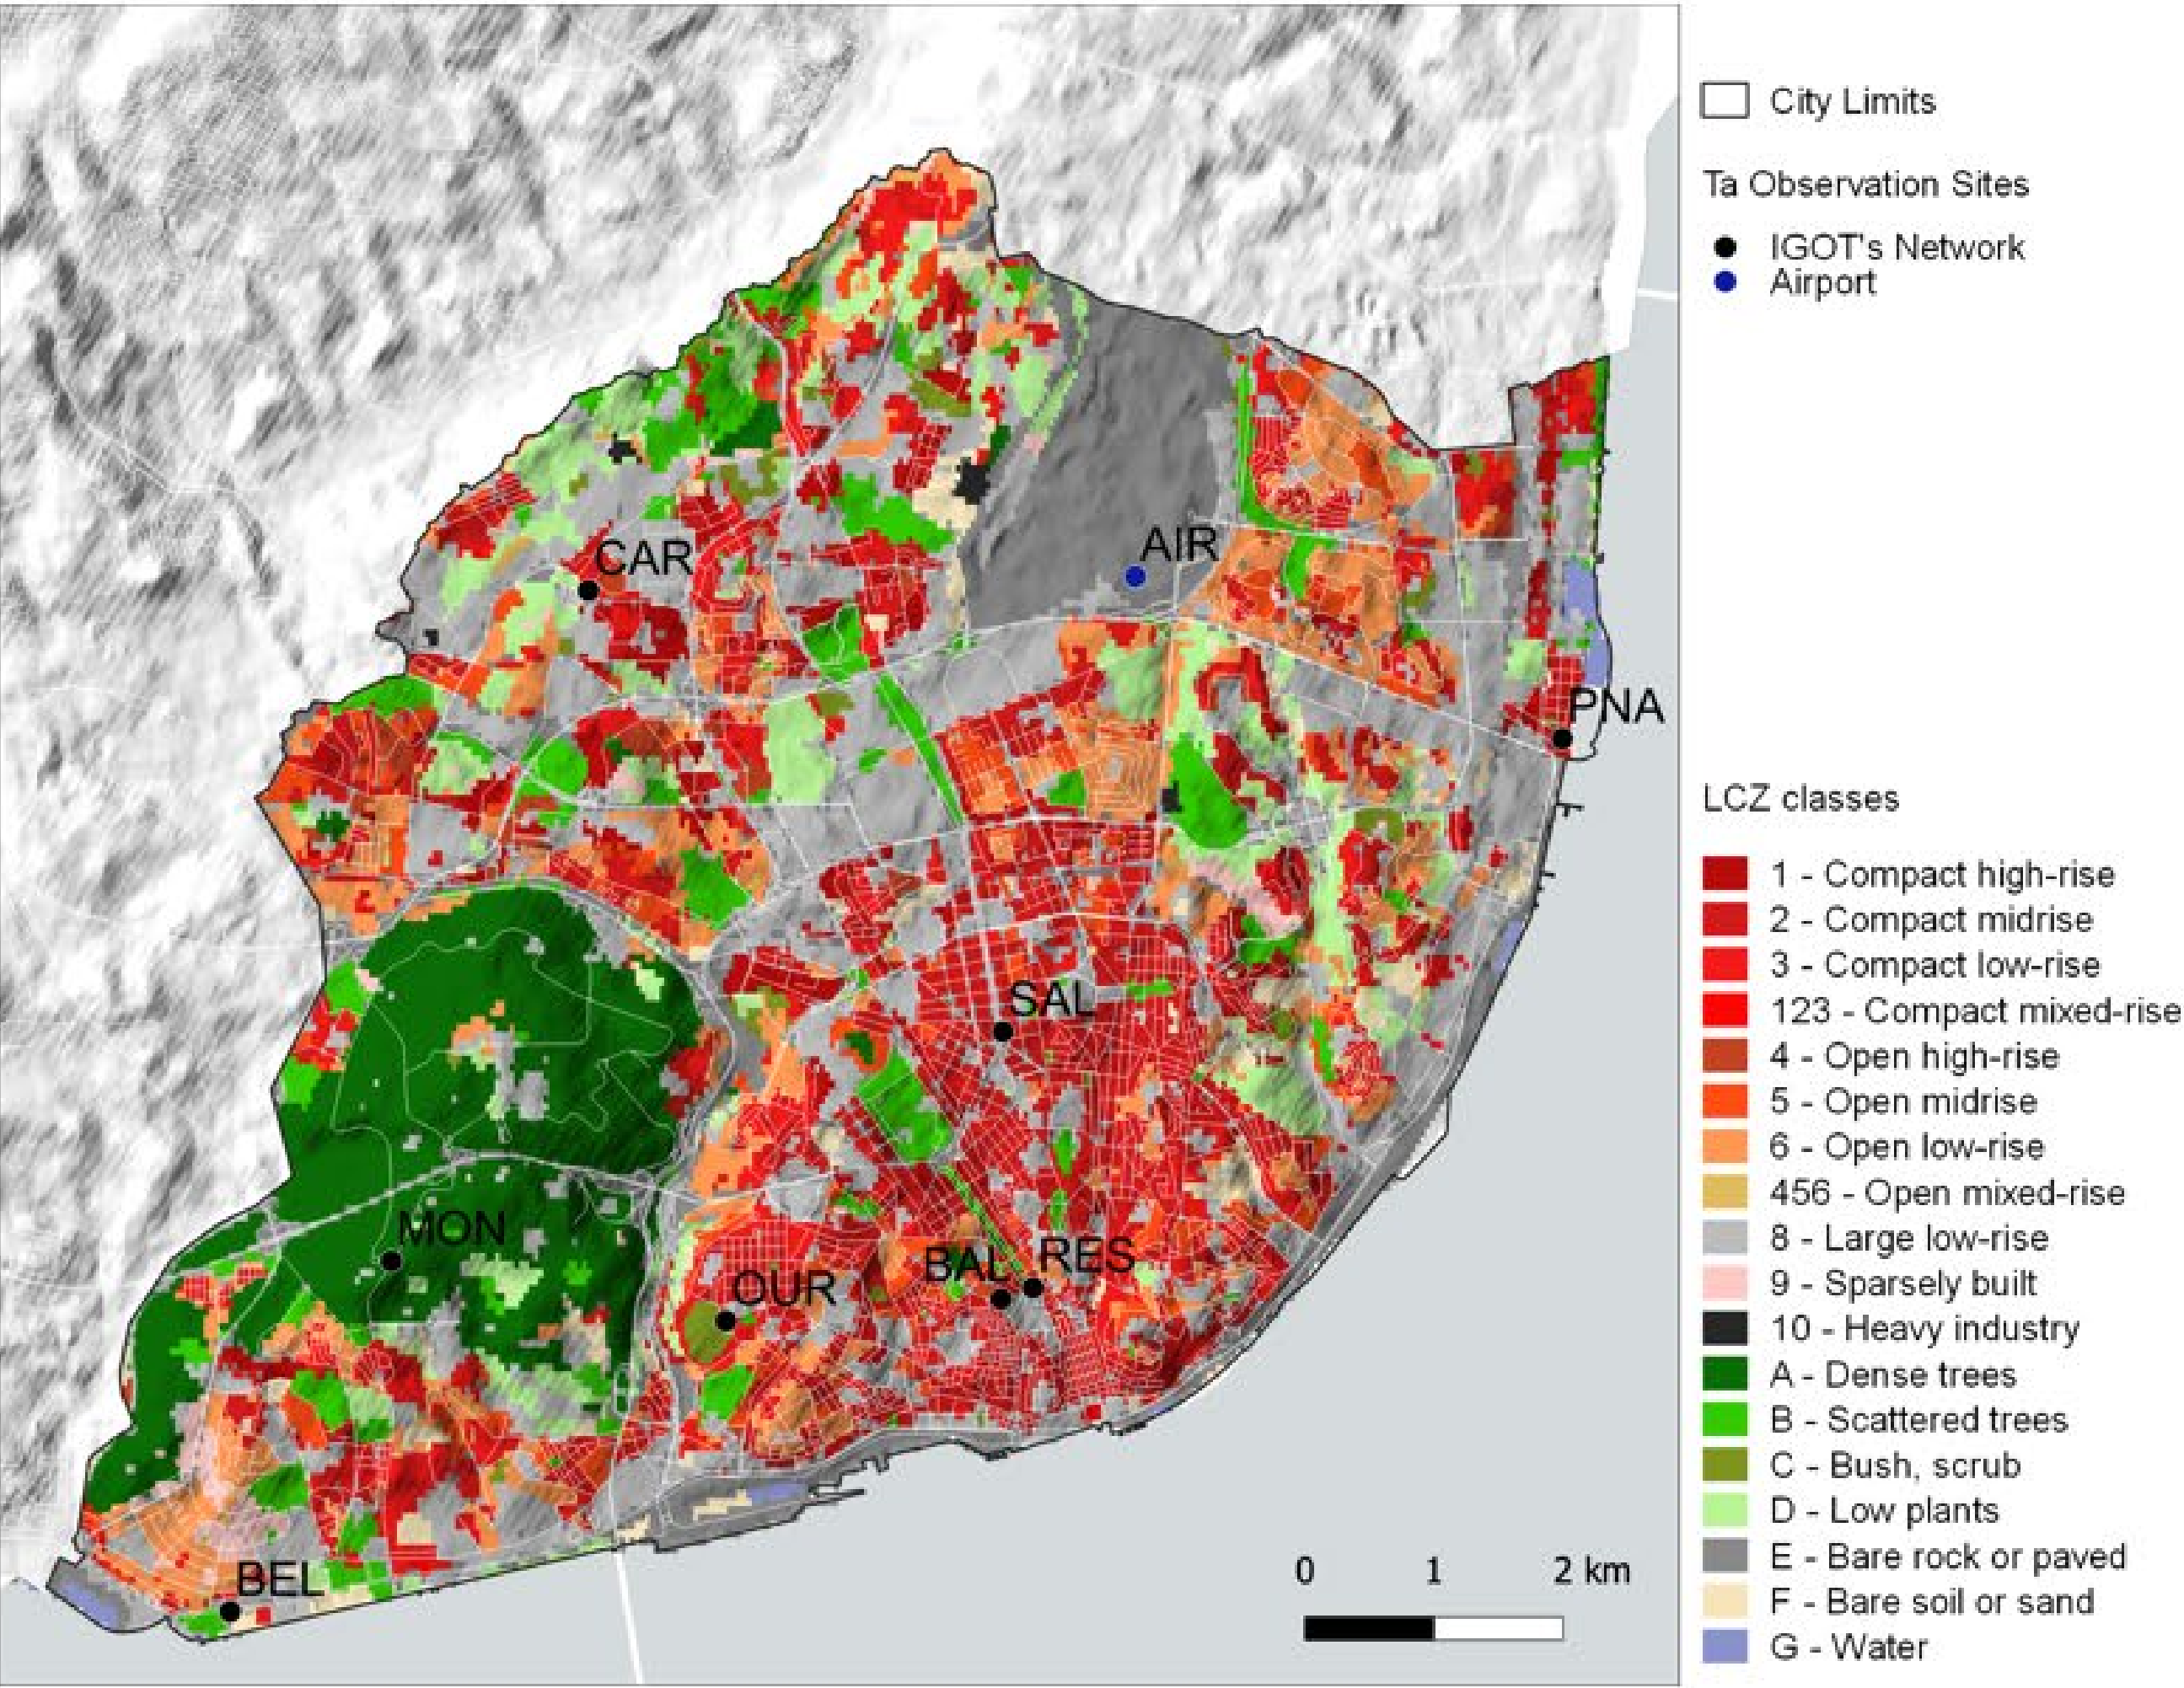 City Limits
Ta Observation Sites
IGOT's Network
Airport
CAR
AIR
PNA
SAL
MON
OUR
BAL
RES
BEL
0 1 2 km
LCZ classes
1 - Compact high-rise
2 - Compact midrise
3 - Compact low-rise
123 - Compact mixed-rise
4 - Open high-rise
5 - Open midrise
6 - Open low-rise
456 - Open mixed-rise
8 - Large low-rise
9 - Sparsely built
10 - Heavy industry
A - Dense trees
B - Scattered trees
C - Bush, scrub
D - Low plants
E - Bare rock or paved
F - Bare soil or sand
G - Water